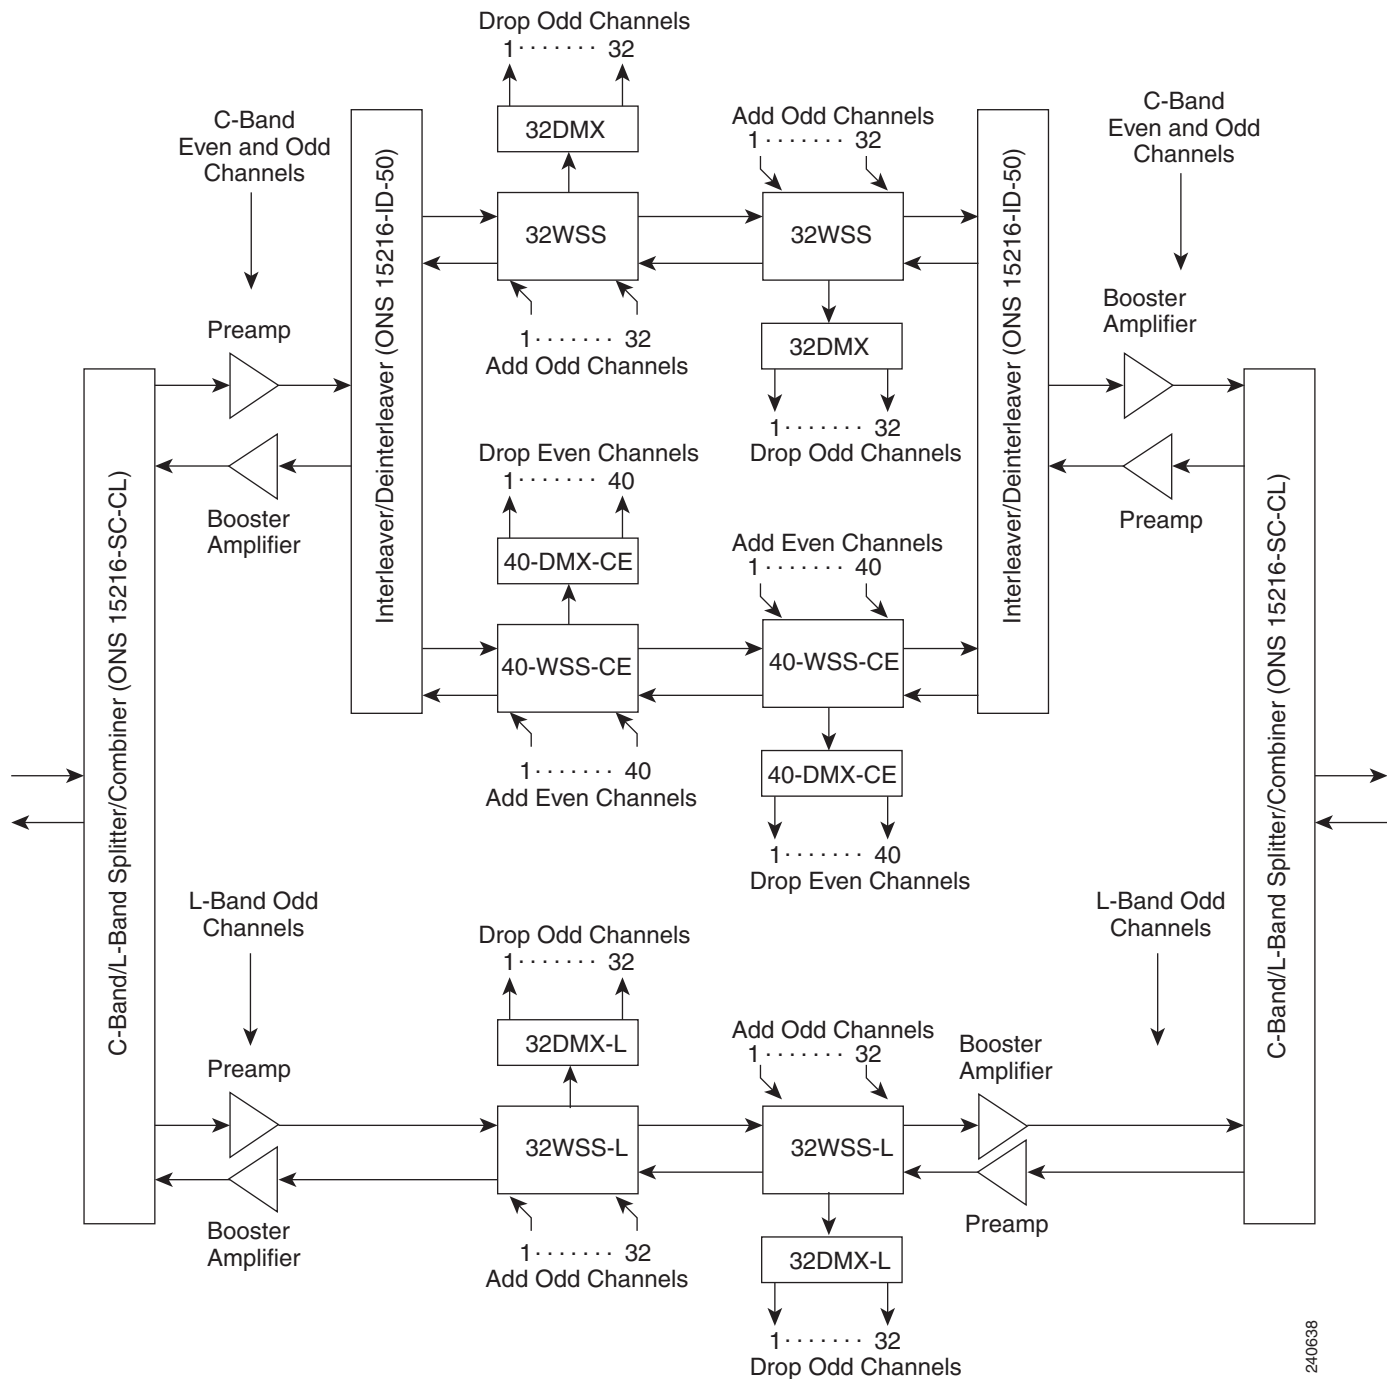 Drop Odd Channels
1 · · · · · · · 32
32DMX
C-Band
Even and Odd
Channels
Add Odd Channels
1 · · · · · · · 32
C-Band
Even and Odd
Channels
32WSS
32WSS
Interleaver/Deinterleaver (ONS 15216-ID-50)
Interleaver/Deinterleaver (ONS 15216-ID-50)
1 · · · · · · · 32
Add Odd Channels
32DMX
1 · · · · · · · 32
Drop Odd Channels
Preamp
Booster
Amplifier
Booster
Amplifier
Preamp
Drop Even Channels
1 · · · · · · · 40
40-DMX-CE
Add Even Channels
1 · · · · · · · 40
40-WSS-CE
40-WSS-CE
1 · · · · · · · 40
Add Even Channels
40-DMX-CE
1 · · · · · · · 40
Drop Even Channels
C-Band/L-Band Splitter/Combiner (ONS 15216-SC-CL)
C-Band/L-Band Splitter/Combiner (ONS 15216-SC-CL)
L-Band Odd
Channels
L-Band Odd
Channels
Drop Odd Channels
1 · · · · · · · 32
32DMX-L
Add Odd Channels
1 · · · · · · · 32
Preamp
Booster
Amplifier
32WSS-L
32WSS-L
Booster
Amplifier
Preamp
1 · · · · · · · 32
Add Odd Channels
32DMX-L
1 · · · · · · · 32
Drop Odd Channels
240638